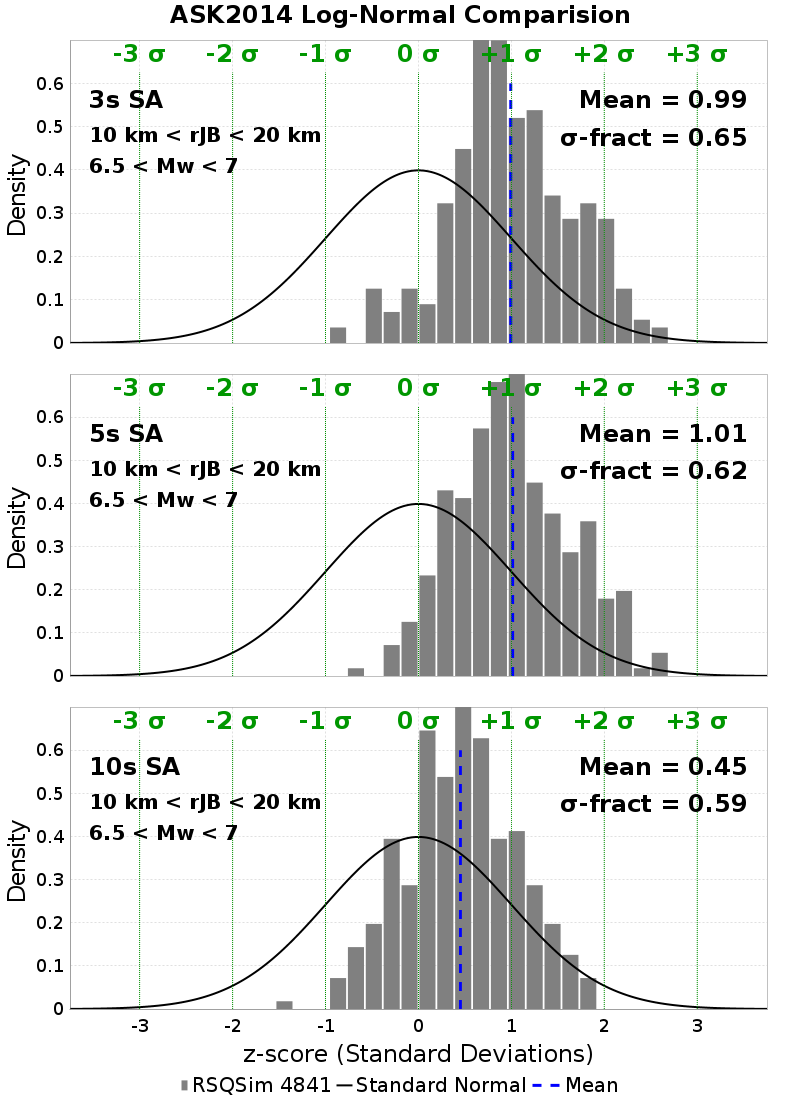 ASK2014 Log-Normal Comparision
-3 σ -2 σ -1 σ 0 σ +1 σ +2 σ +3 σ
3s SA
10 km < rJB < 20 km
6.5 < Mw < 7
Mean = 0.99
σ-fract = 0.65
Density
0.6
0.5
0.4
0.3
0.2
0.1
0
-3 σ -2 σ -1 σ 0 σ +1 σ +2 σ +3 σ
5s SA
10 km < rJB < 20 km
6.5 < Mw < 7
Mean = 1.01
σ-fract = 0.62
Density
0.6
0.5
0.4
0.3
0.2
0.1
0
-3 σ -2 σ -1 σ 0 σ +1 σ +2 σ +3 σ
10s SA
10 km < rJB < 20 km
6.5 < Mw < 7
Mean = 0.45
σ-fract = 0.59
Density
0.6
0.5
0.4
0.3
0.2
0.1
0
-3 -2 -1 0 1 2 3
z-score (Standard Deviations)
RSQSim 4841 Standard Normal Mean